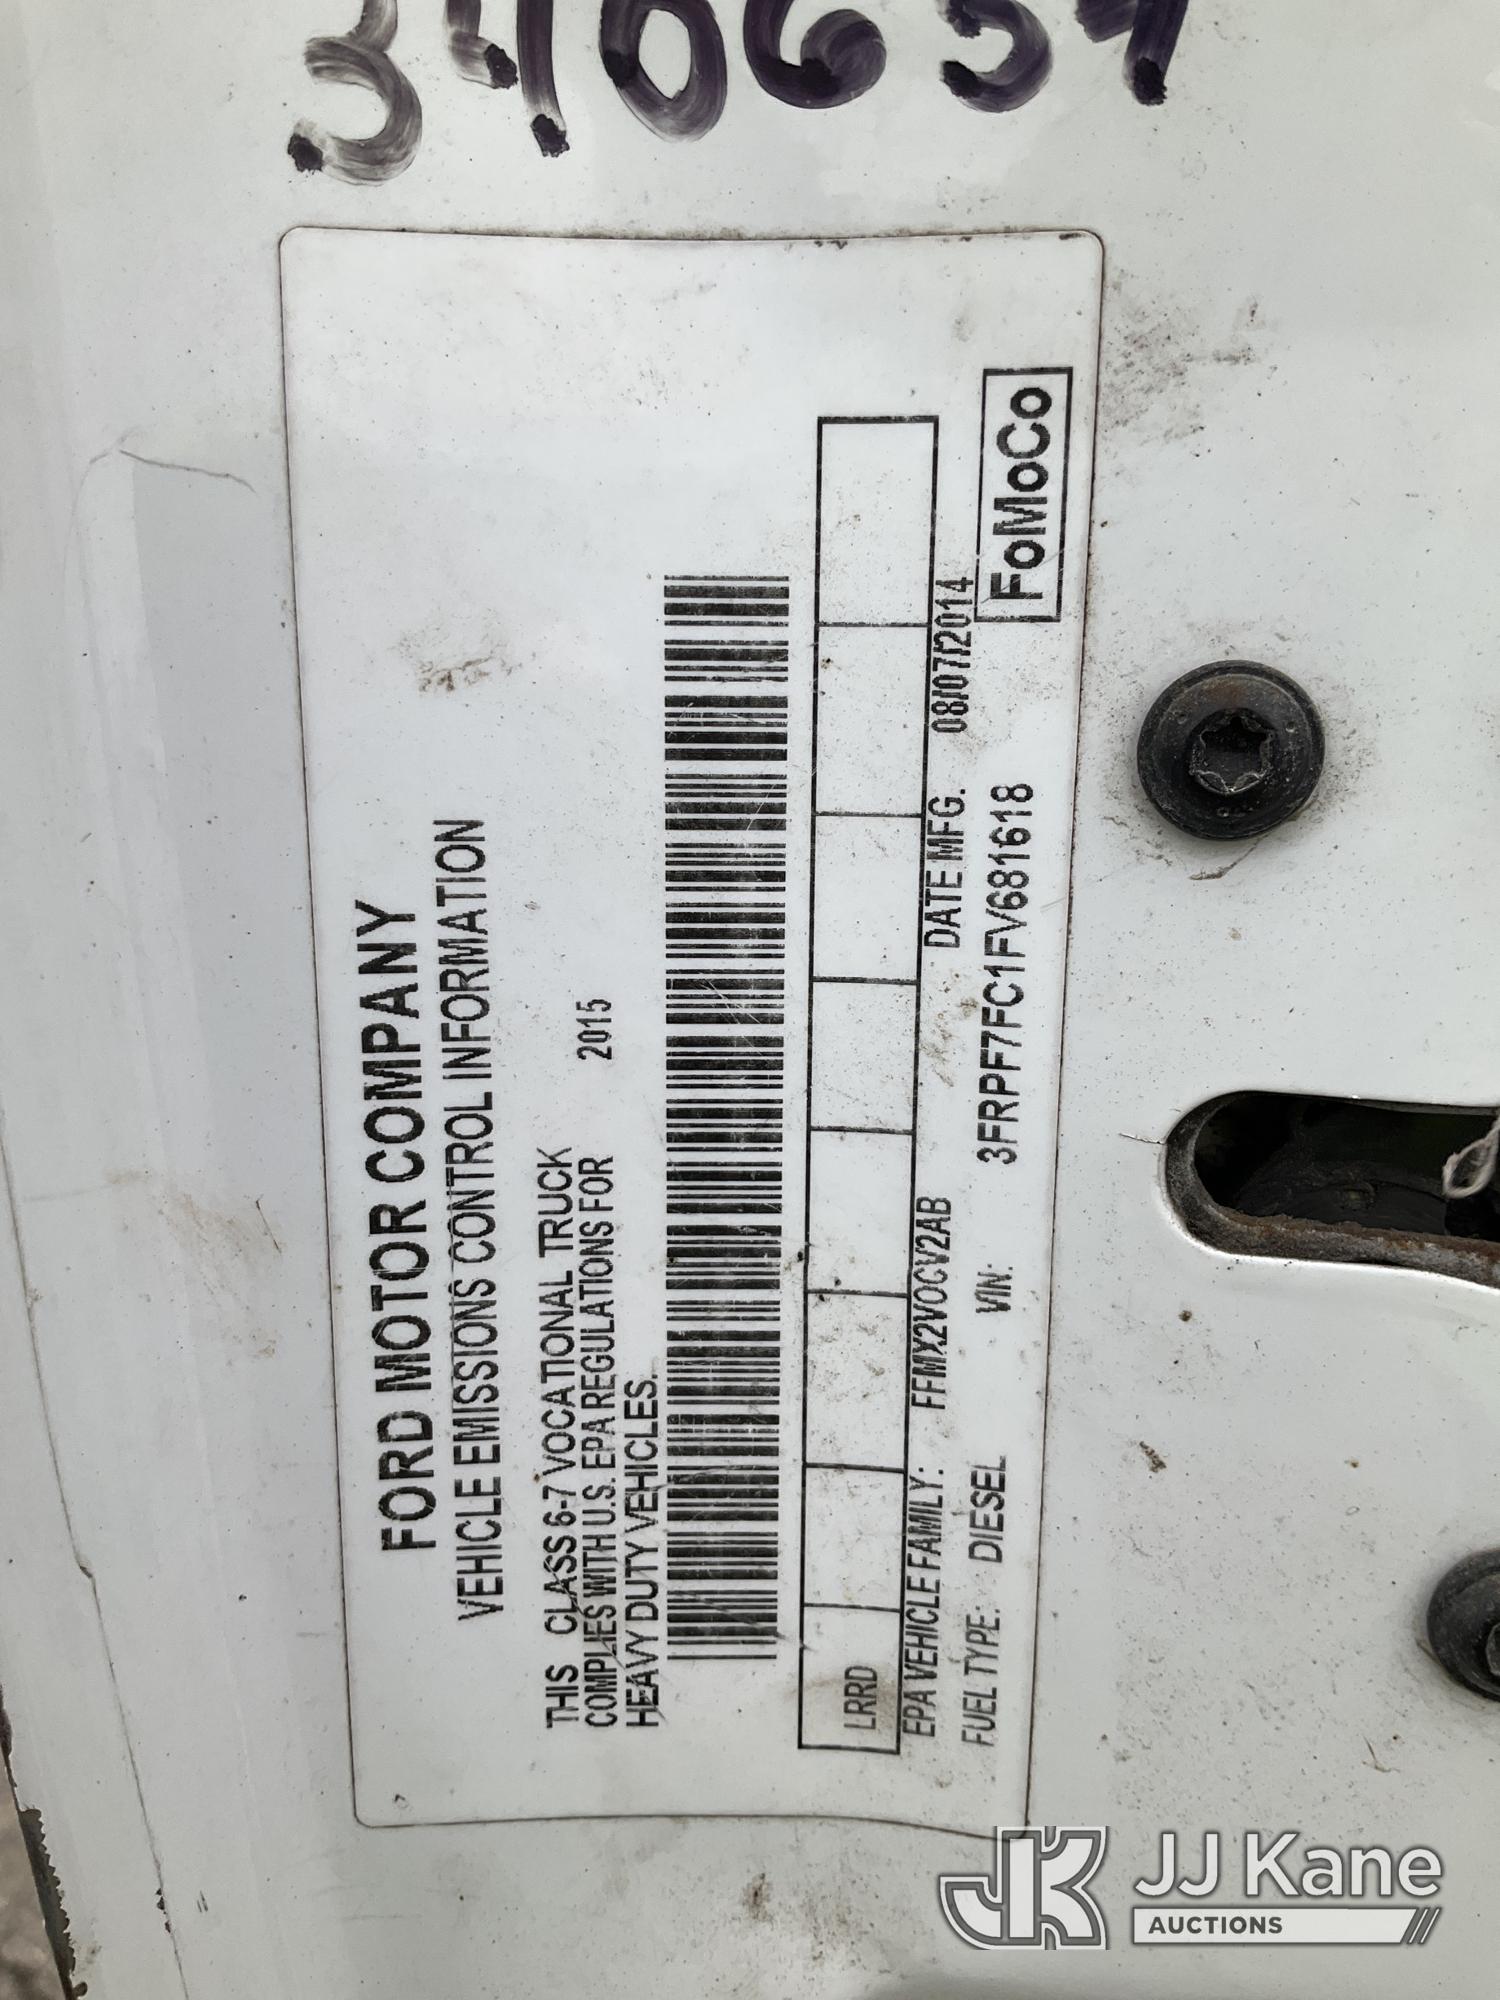 FORD MOTOR COMPANY
VEHICLE EMISSIONS CONTROL INFORMATION
THIS CLASS 6-7 VOCATIONAL TRUCK
COMPLIES WITH U.S. EPA REGULATIONS FOR 2015
HEAVY DUTY VEHICLES.
LRRD
EPA VEHICLE FAMILY: FFMX2VOCV2AB DATE MFG. 08/07/2014
FUEL TYPE: DIESEL VIN: 3FRPF7FC1FV681618
FoMoCo
JK JJ Kane
AUCTIONS